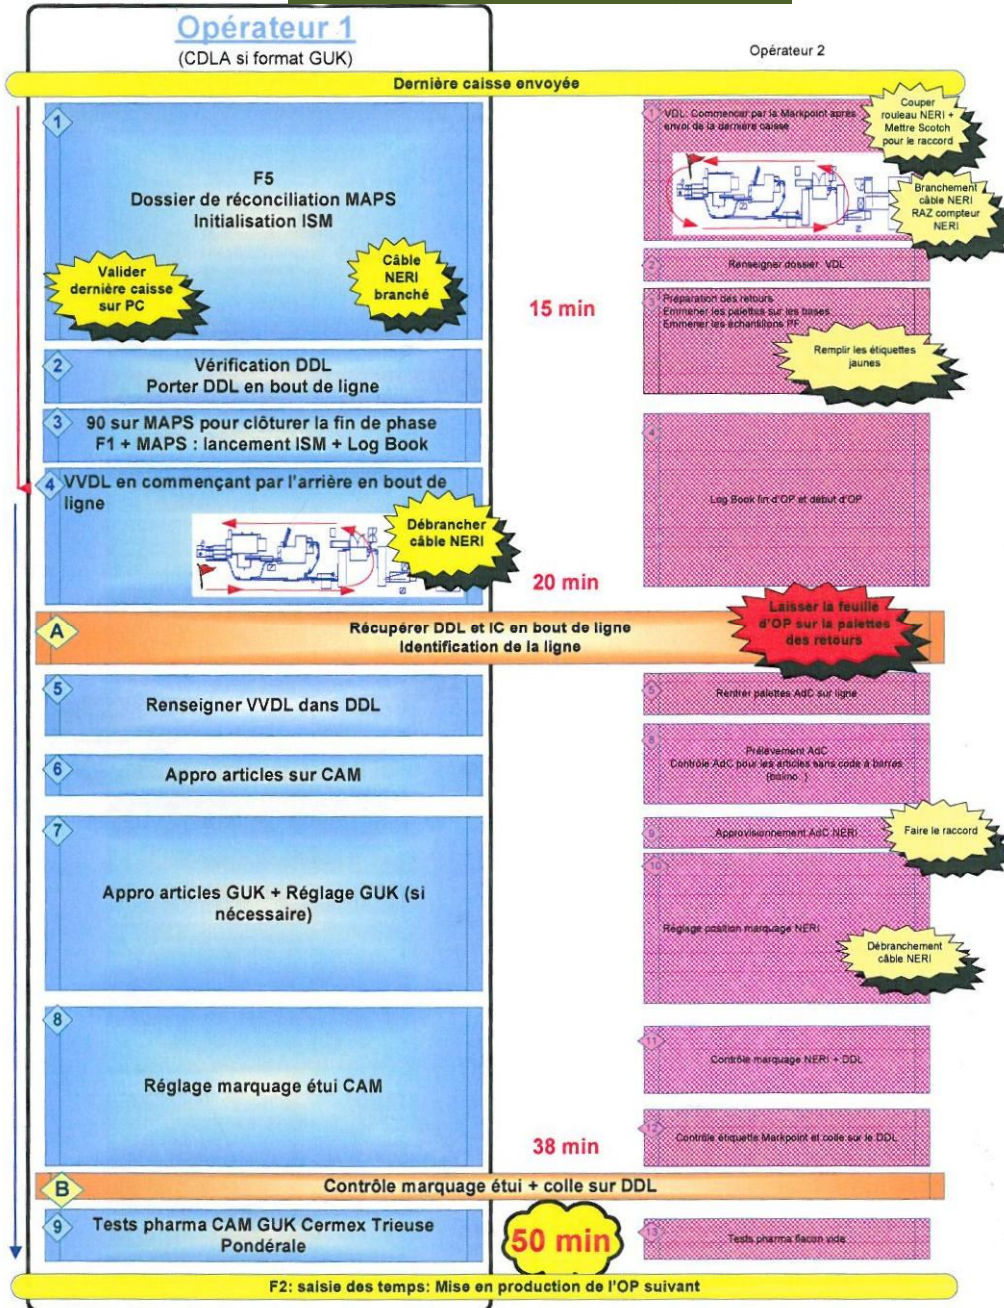 Opérateur 1
(CDLA si format GUK)
Opérateur 2
Dernière caisse envoyée
1
F5
Dossier de réconciliation MAPS
Initialisation ISM
Valider
dernière caisse
sur PC
Câble
NERI
branché
15 min
1
VDL: Commencer par la Markpoint après
envoi de la dernière caisse
Couper
rouleau NERI +
Mettre Scotch
pour le raccord
Branchement
câble NERI
RAZ compteur
NERI
2
Renseigner dossier VDL
3
Préparation des retours
Emmener les palettes sur les bases
Emmener les échantillons PF
Remplir les étiquettes
jaunes
2
Vérification DDL
Porter DDL en bout de ligne
3
90 sur MAPS pour clôturer la fin de phase
F1 + MAPS : lancement ISM + Log Book
4
VVDL en commençant par l'arrière en bout de
ligne
Débrancher
câble NERI
20 min
4
Log Book fin d'OP et début d'OP
A
Récupérer DDL et IC en bout de ligne
Identification de la ligne
Laisser la feuille
d'OP sur la palettes
des retours
5
Renseigner VVDL dans DDL
Rentrer palettes AdC sur ligne
6
Appro articles sur CAM
Prélèvement AdC
Contrôle AdC pour les articles sans code à barres
7
Appro articles GUK + Réglage GUK (si
nécessaire)
9
Approvisionnement AdC NERI
Faire le raccord
10
Réglage position marquage NERI
Débranchement
câble NERI
8
Réglage marquage étui CAM
38 min
11
Contrôle marquage NERI + DDL
12
Contrôle étiquette Markpoint et colle sur le DDL
B
Contrôle marquage étui + colle sur DDL
9
Tests pharma CAM GUK Cermex Trieuse
Pondérale
50 min
13
Tests pharma flacon vide
F2: saisie des temps: Mise en production de l'OP suivant